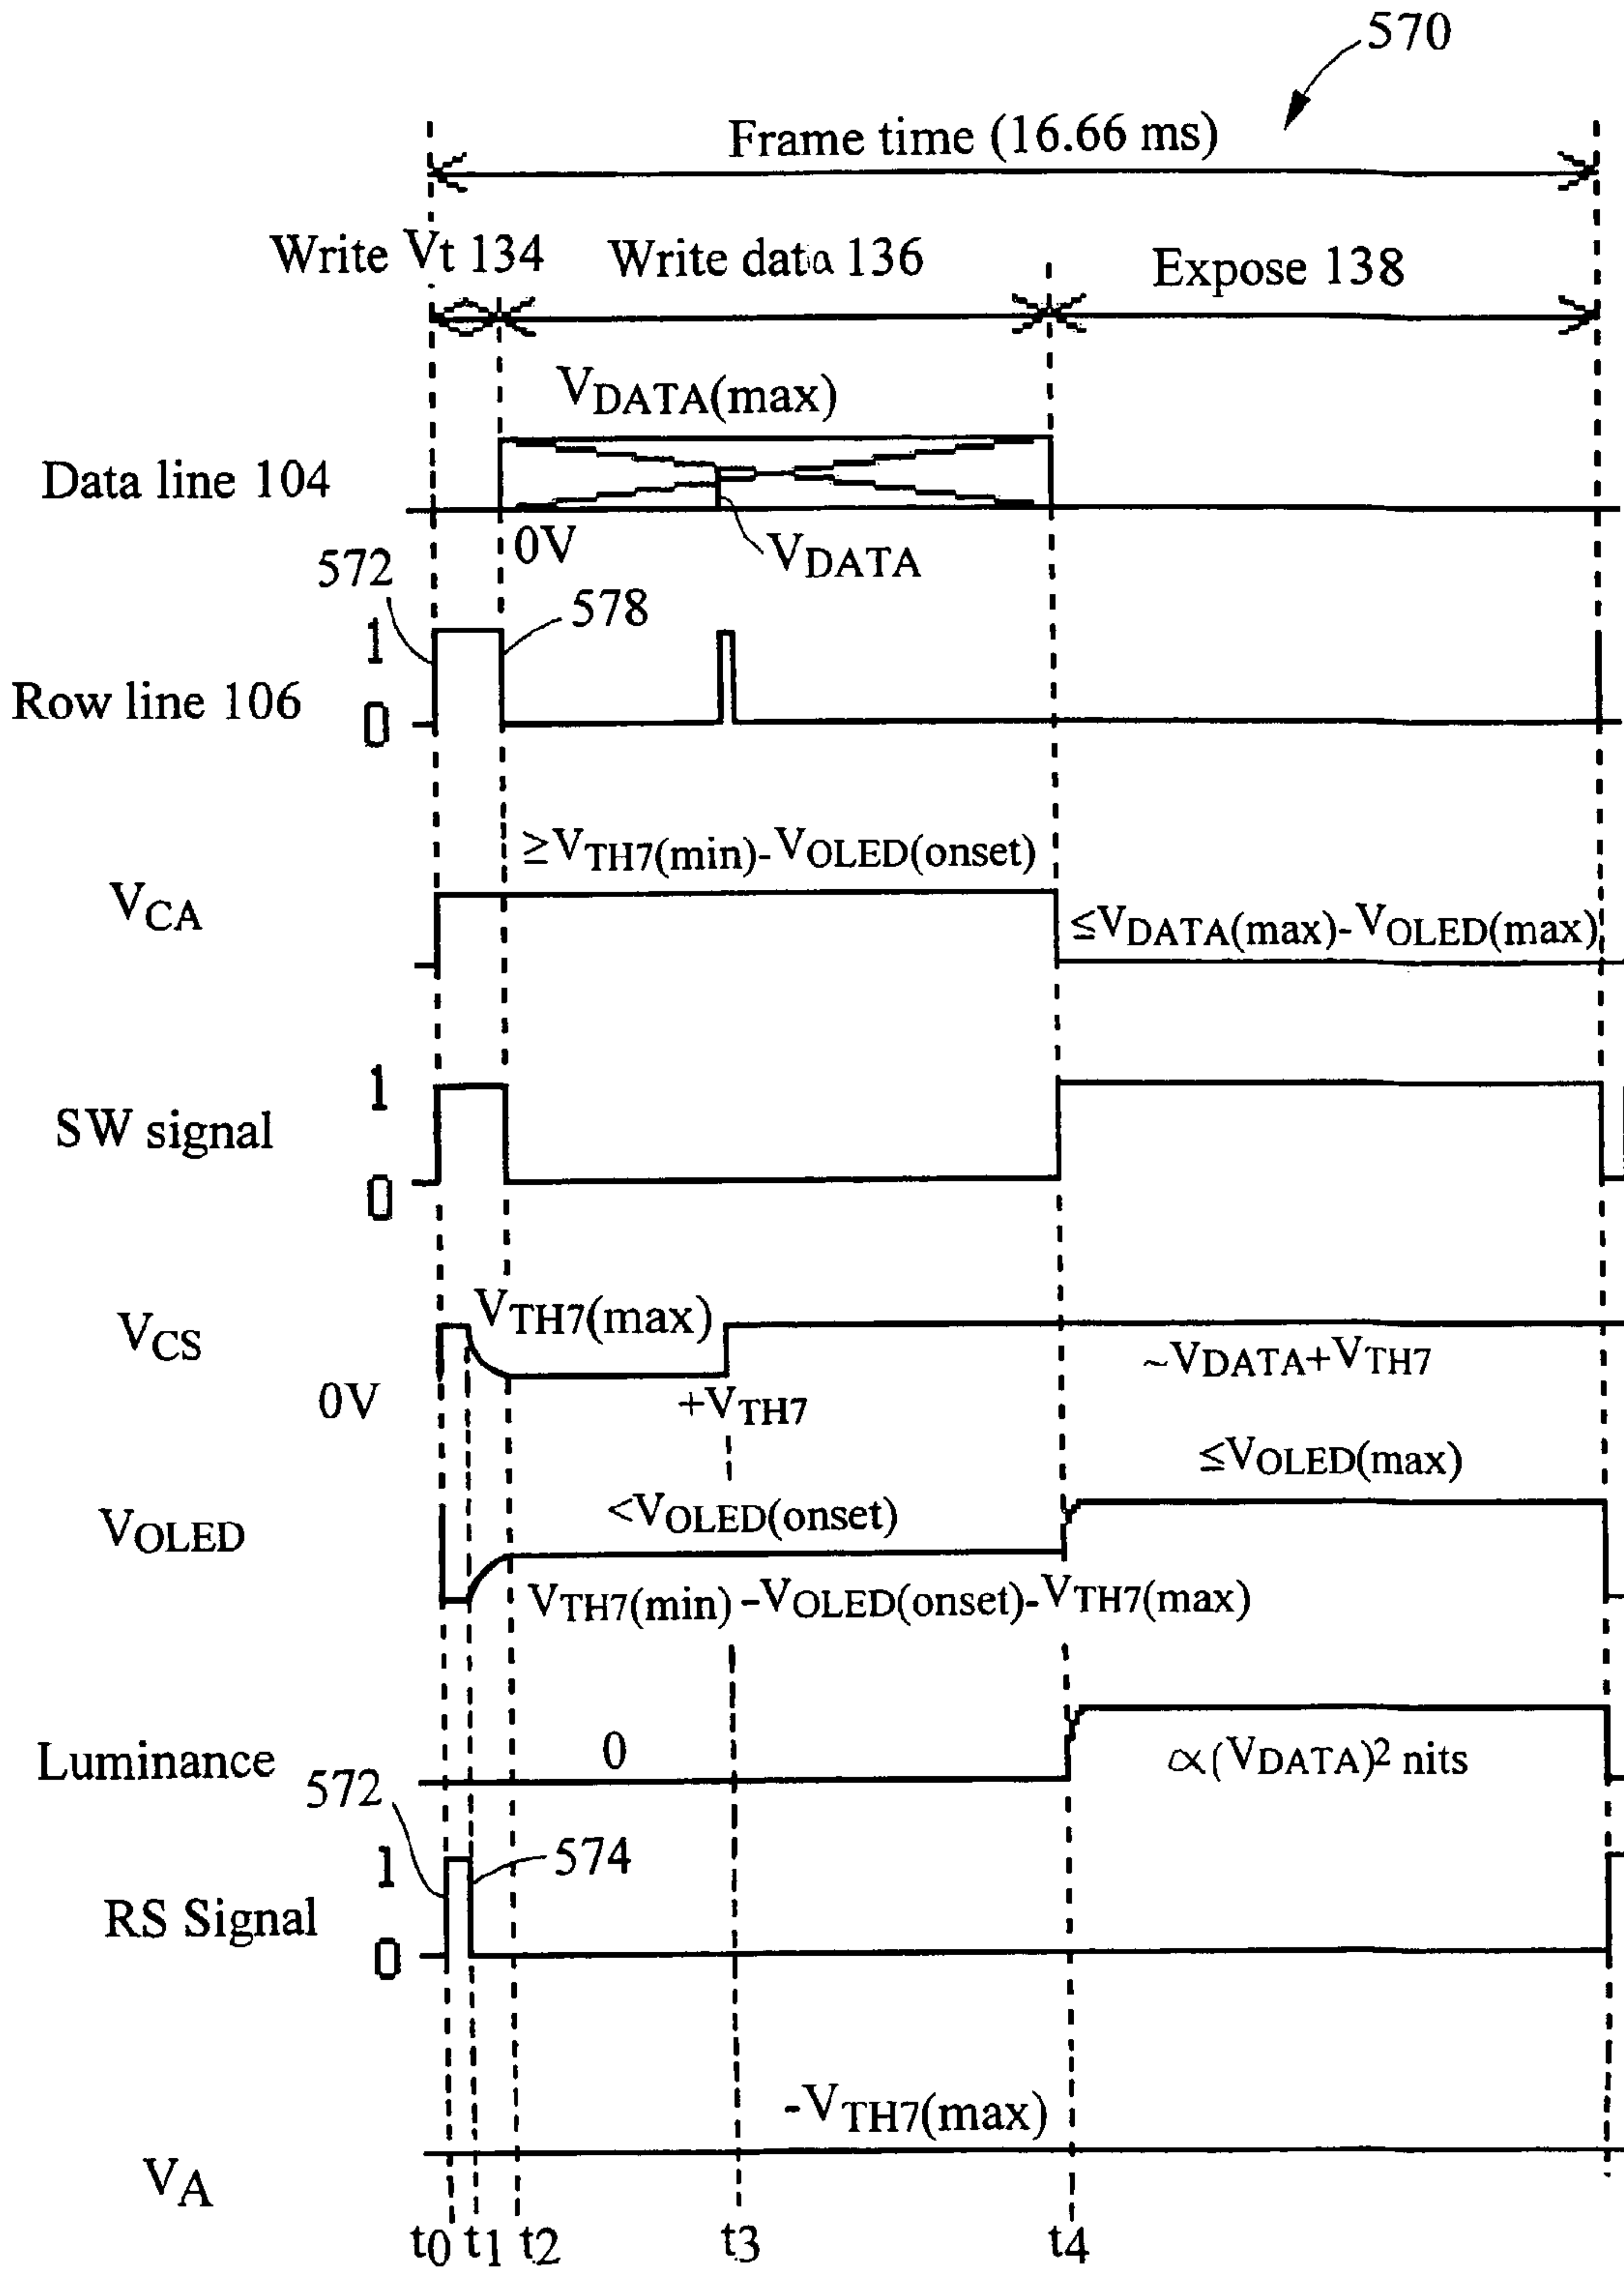 570
Frame time (16.66 ms)
Write Vt 134
Write data 136
Expose 138
VDATA(max)
Data line 104
0V
VDATA
572
578
1
Row line 106
0
≥VTH7(min)-VOLED(onset)
VCA
≤VDATA(max)-VOLED(max)
1
SW signal
0
VTH7(max)
VCS
~VDATA+VTH7
0V
+VTH7
≤VOLED(max)
<VOLED(onset)
VOLED
VTH7(min)-VOLED(onset)-VTH7(max)
0
Luminance
∝(VDATA)2 nits
572
574
1
RS Signal
0
-VTH7(max)
VA
t0 t1 t2 t3 t4